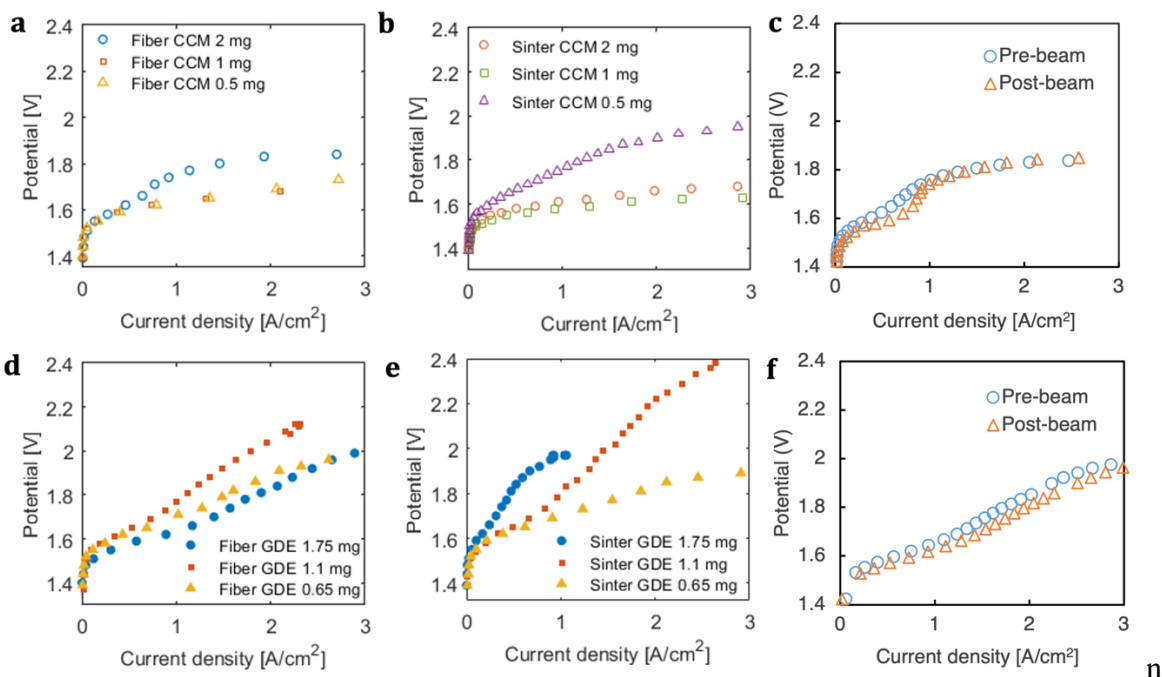 a
2.4
2.2
2
1.8
1.6
1.4
Potential [V]
Fiber CCM 2 mg
Fiber CCM 1 mg
Fiber CCM 0.5 mg
0 1 2 3
Current density [A/cm²]
b
2.4
2.2
2
1.8
1.6
1.4
Potential [V]
Sinter CCM 2 mg
Sinter CCM 1 mg
Sinter CCM 0.5 mg
0 1 2 3
Current [A/cm²]
c
2.4
2.2
2
1.8
1.6
1.4
Potential (V)
Pre-beam
Post-beam
0 1 2 3
Current density [A/cm²]
d
2.4
2.2
2
1.8
1.6
1.4
Potential [V]
Fiber GDE 1.75 mg
Fiber GDE 1.1 mg
Fiber GDE 0.65 mg
0 1 2 3
Current density [A/cm²]
e
2.4
2.2
2
1.8
1.6
1.4
Potential [V]
Sinter GDE 1.75 mg
Sinter GDE 1.1 mg
Sinter GDE 0.65 mg
0 1 2 3
Current density [A/cm²]
f
2.4
2.2
2
1.8
1.6
1.4
Potential (V)
Pre-beam
Post-beam
0 1 2 3
Current density [A/cm²]
n